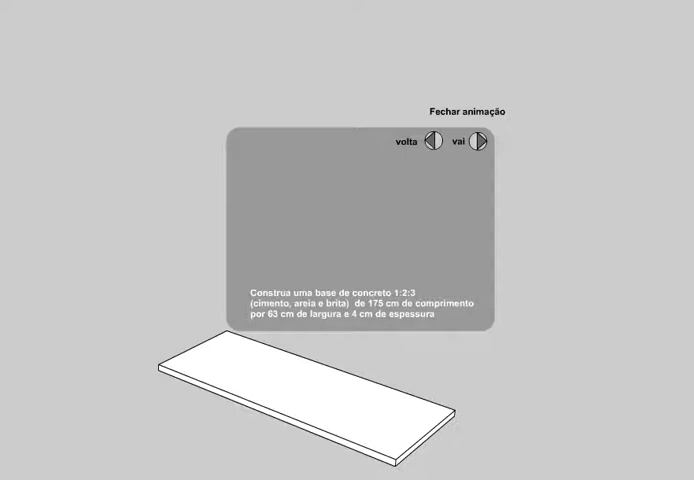 Fechar animação
volta vai
Construa uma base de concreto 1:2:3
(cimento, areia e brita) de 175 cm de comprimento
por 63 cm de largura e 4 cm de espessura